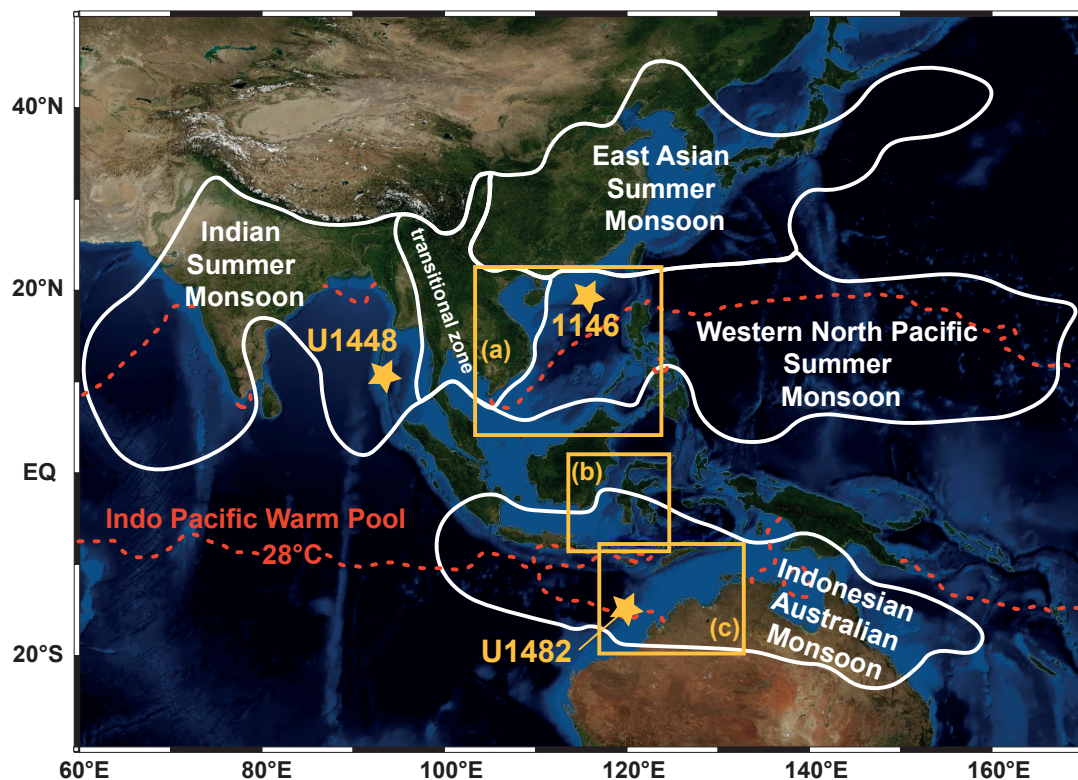 40°N
20°N
EQ
20°S
60°E
80°E
100°E
120°E
140°E
160°E
East Asian
Summer
Monsoon
Indian
Summer
Monsoon
transitional zone
U1448
1146
(a)
Western North Pacific
Summer
Monsoon
(b)
Indo Pacific Warm Pool
28°C
Indonesian
Australian
Monsoon
(c)
U1482